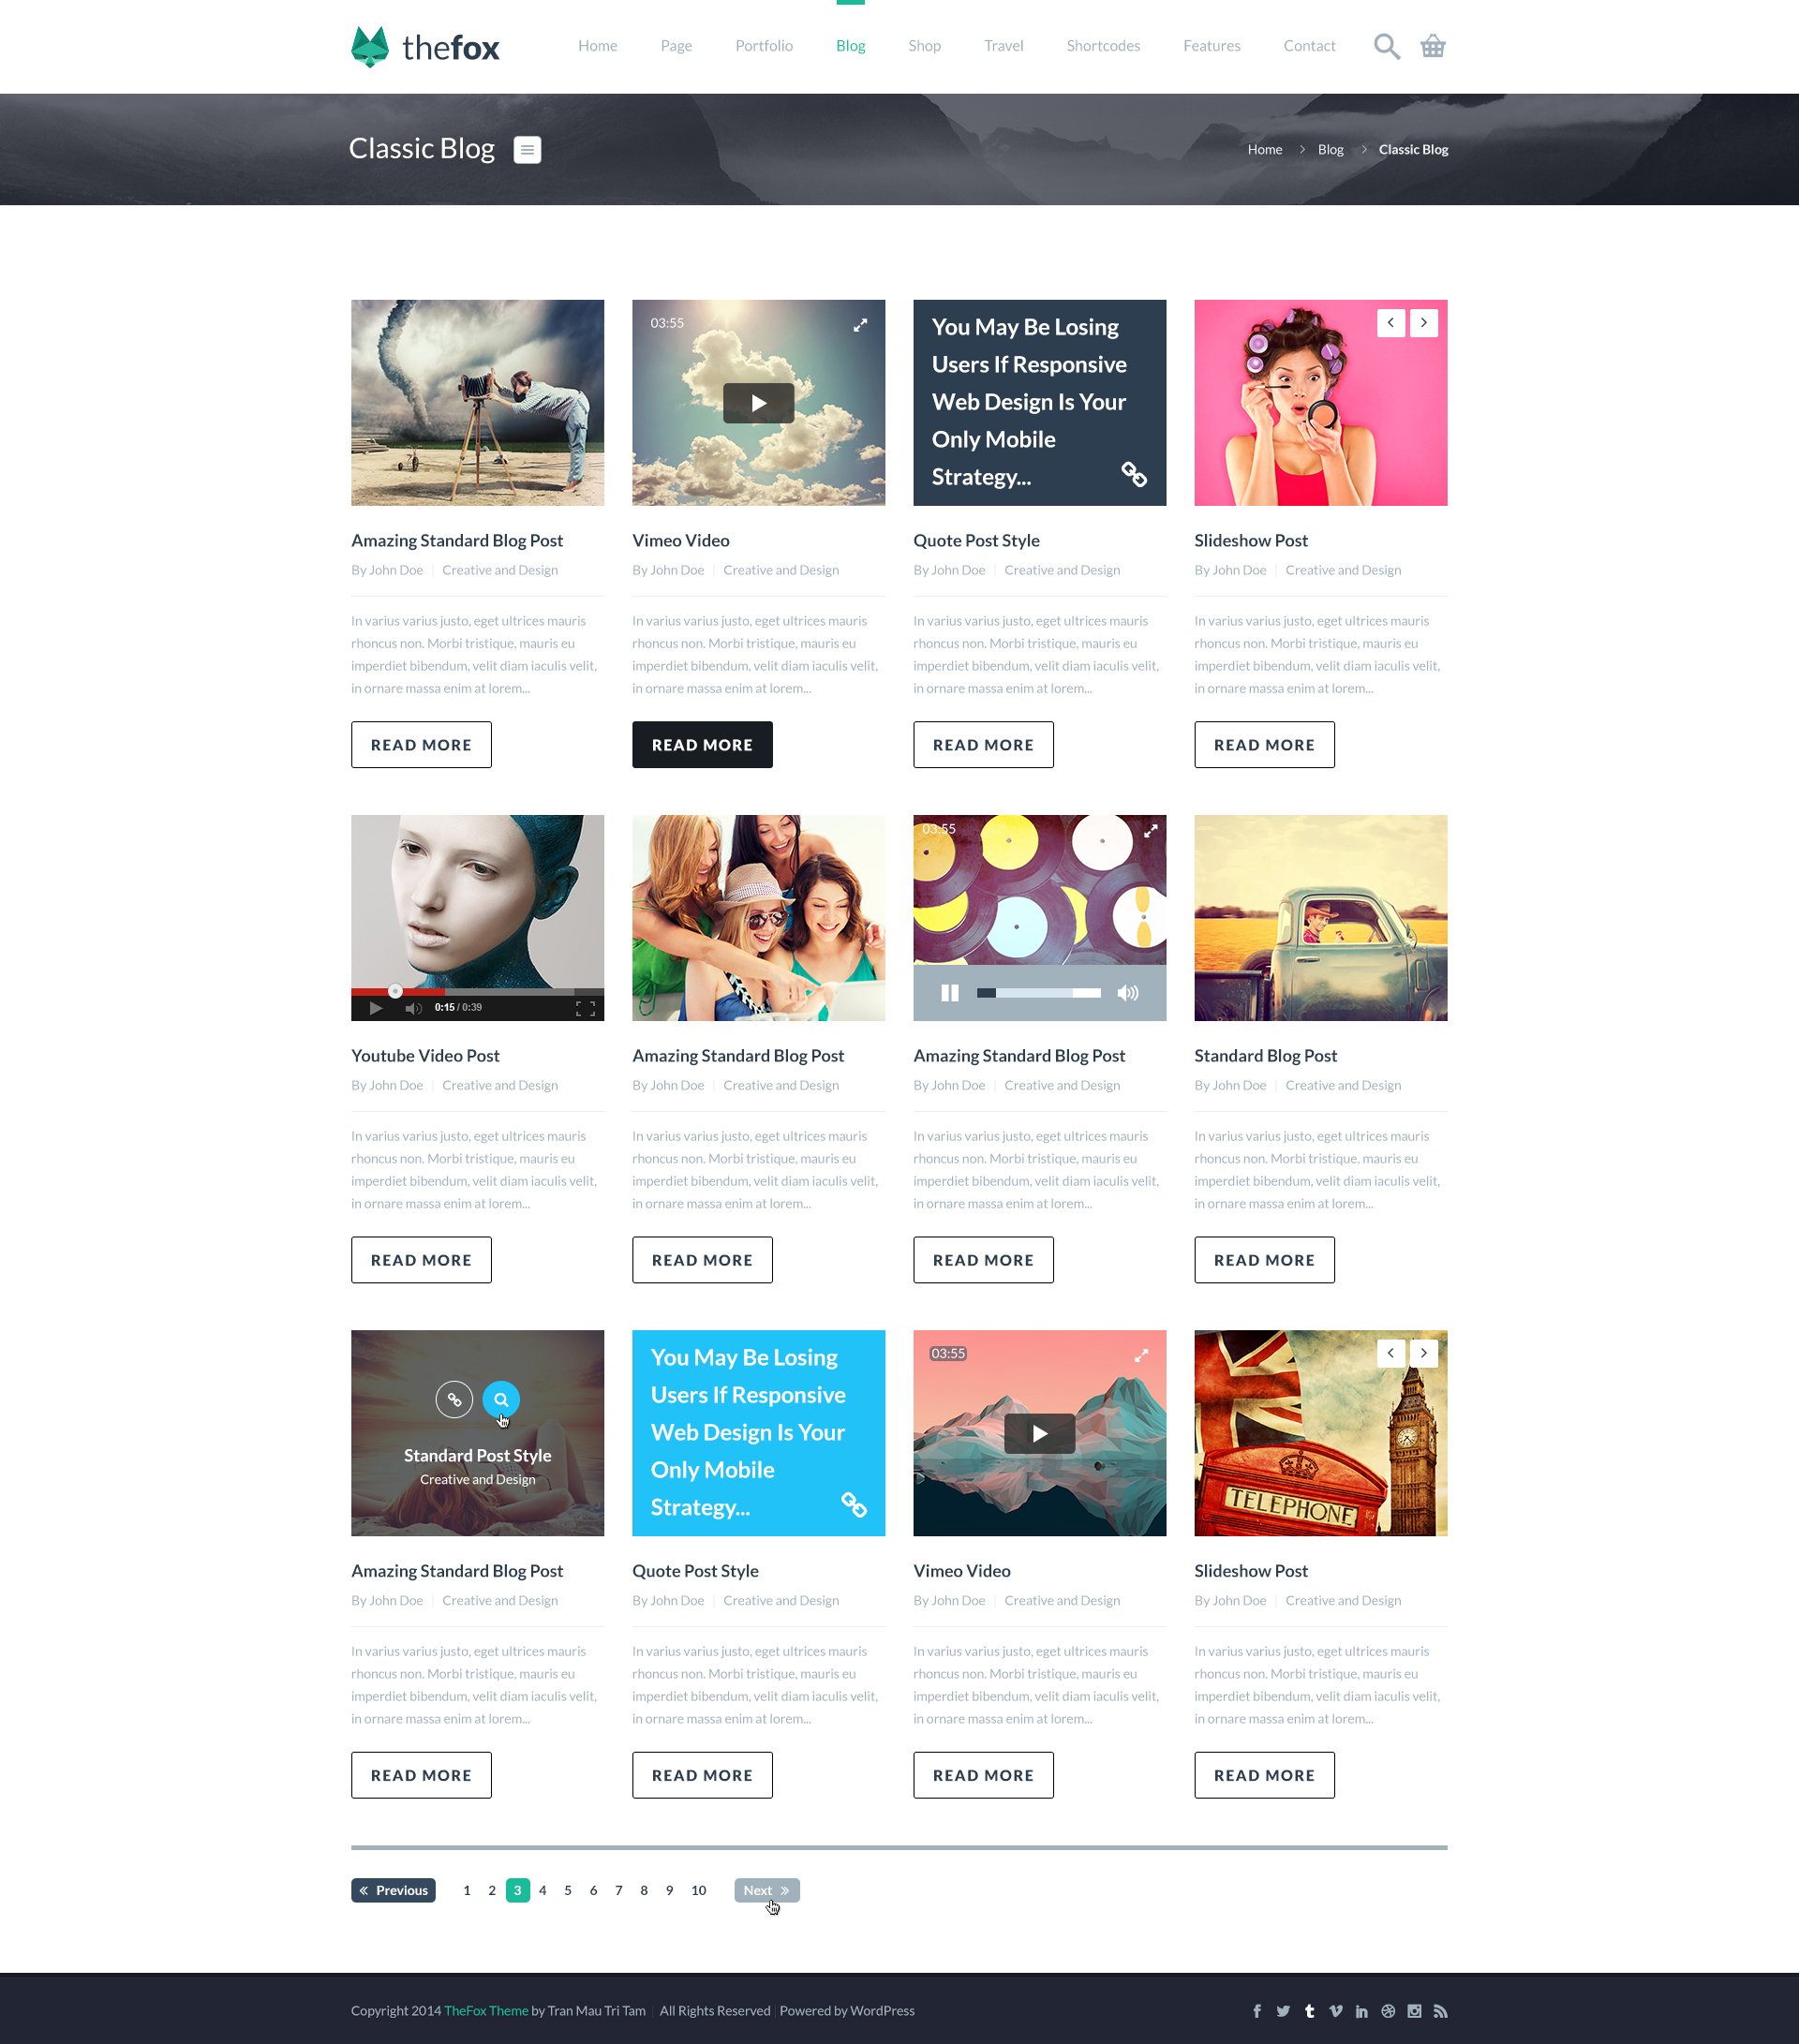 thefox
Home Page Portfolio Blog Shop Travel Shortcodes Features Contact
Classic Blog
Home Blog Classic Blog
03:55
You May Be Losing
Users If Responsive
Web Design Is Your
Only Mobile
Strategy...
Amazing Standard Blog Post
By John Doe Creative and Design
In varius varius justo, eget ultrices mauris
rhoncus non. Morbi tristique, mauris eu
imperdiet bibendum, velit diam iaculis velit,
in ornare massa enim at lorem...
READ MORE
Vimeo Video
By John Doe Creative and Design
In varius varius justo, eget ultrices mauris
rhoncus non. Morbi tristique, mauris eu
imperdiet bibendum, velit diam iaculis velit,
in ornare massa enim at lorem...
READ MORE
Quote Post Style
By John Doe Creative and Design
In varius varius justo, eget ultrices mauris
rhoncus non. Morbi tristique, mauris eu
imperdiet bibendum, velit diam iaculis velit,
in ornare massa enim at lorem...
READ MORE
Slideshow Post
By John Doe Creative and Design
In varius varius justo, eget ultrices mauris
rhoncus non. Morbi tristique, mauris eu
imperdiet bibendum, velit diam iaculis velit,
in ornare massa enim at lorem...
READ MORE
0:15 / 0:39
Youtube Video Post
By John Doe Creative and Design
In varius varius justo, eget ultrices mauris
rhoncus non. Morbi tristique, mauris eu
imperdiet bibendum, velit diam iaculis velit,
in ornare massa enim at lorem...
READ MORE
Amazing Standard Blog Post
By John Doe Creative and Design
In varius varius justo, eget ultrices mauris
rhoncus non. Morbi tristique, mauris eu
imperdiet bibendum, velit diam iaculis velit,
in ornare massa enim at lorem...
READ MORE
03:55
Amazing Standard Blog Post
By John Doe Creative and Design
In varius varius justo, eget ultrices mauris
rhoncus non. Morbi tristique, mauris eu
imperdiet bibendum, velit diam iaculis velit,
in ornare massa enim at lorem...
READ MORE
Standard Blog Post
By John Doe Creative and Design
In varius varius justo, eget ultrices mauris
rhoncus non. Morbi tristique, mauris eu
imperdiet bibendum, velit diam iaculis velit,
in ornare massa enim at lorem...
READ MORE
Standard Post Style
Creative and Design
Amazing Standard Blog Post
By John Doe Creative and Design
In varius varius justo, eget ultrices mauris
rhoncus non. Morbi tristique, mauris eu
imperdiet bibendum, velit diam iaculis velit,
in ornare massa enim at lorem...
READ MORE
You May Be Losing
Users If Responsive
Web Design Is Your
Only Mobile
Strategy...
Quote Post Style
By John Doe Creative and Design
In varius varius justo, eget ultrices mauris
rhoncus non. Morbi tristique, mauris eu
imperdiet bibendum, velit diam iaculis velit,
in ornare massa enim at lorem...
READ MORE
03:55
Vimeo Video
By John Doe Creative and Design
In varius varius justo, eget ultrices mauris
rhoncus non. Morbi tristique, mauris eu
imperdiet bibendum, velit diam iaculis velit,
in ornare massa enim at lorem...
READ MORE
TELEPHONE
Slideshow Post
By John Doe Creative and Design
In varius varius justo, eget ultrices mauris
rhoncus non. Morbi tristique, mauris eu
imperdiet bibendum, velit diam iaculis velit,
in ornare massa enim at lorem...
READ MORE
« Previous 1 2 3 4 5 6 7 8 9 10 Next »
Copyright 2014 TheFox Theme by Tran Mau Tri Tam | All Rights Reserved | Powered by WordPress